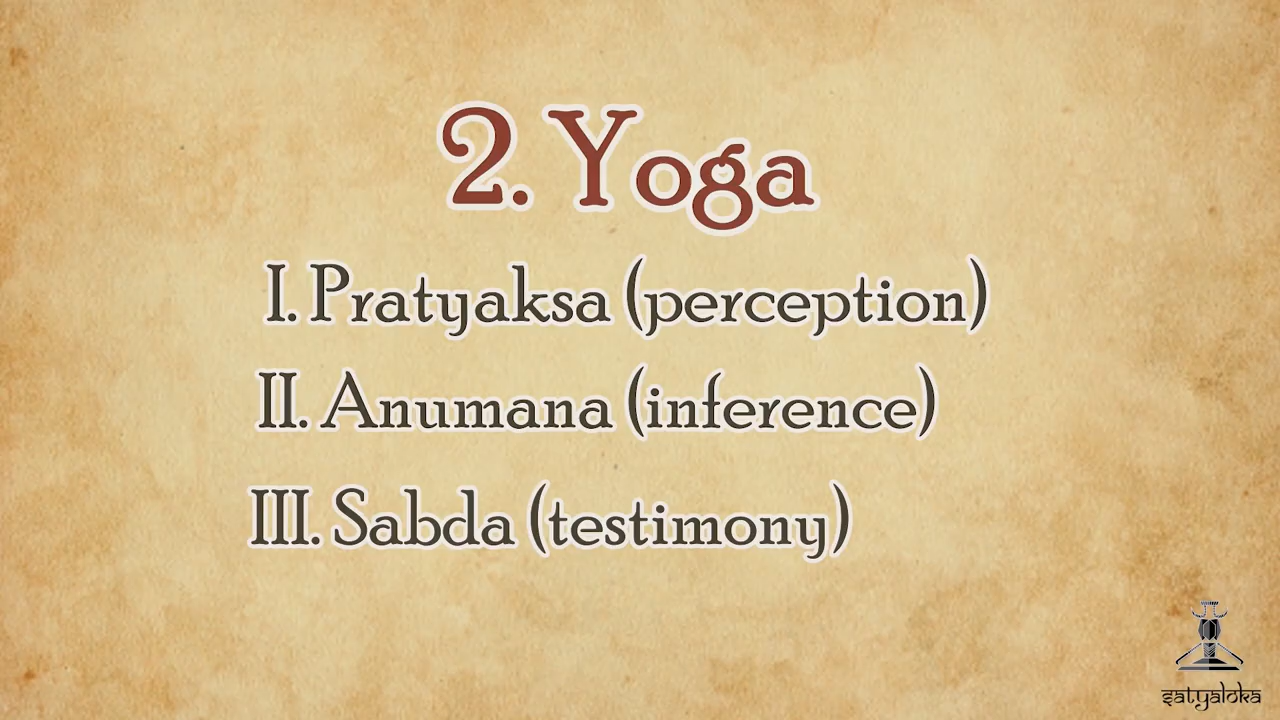 2. Yoga
I. Pratyaksa (perception)
II. Anumana (inference)
III. Sabda (testimony)
satyaloka